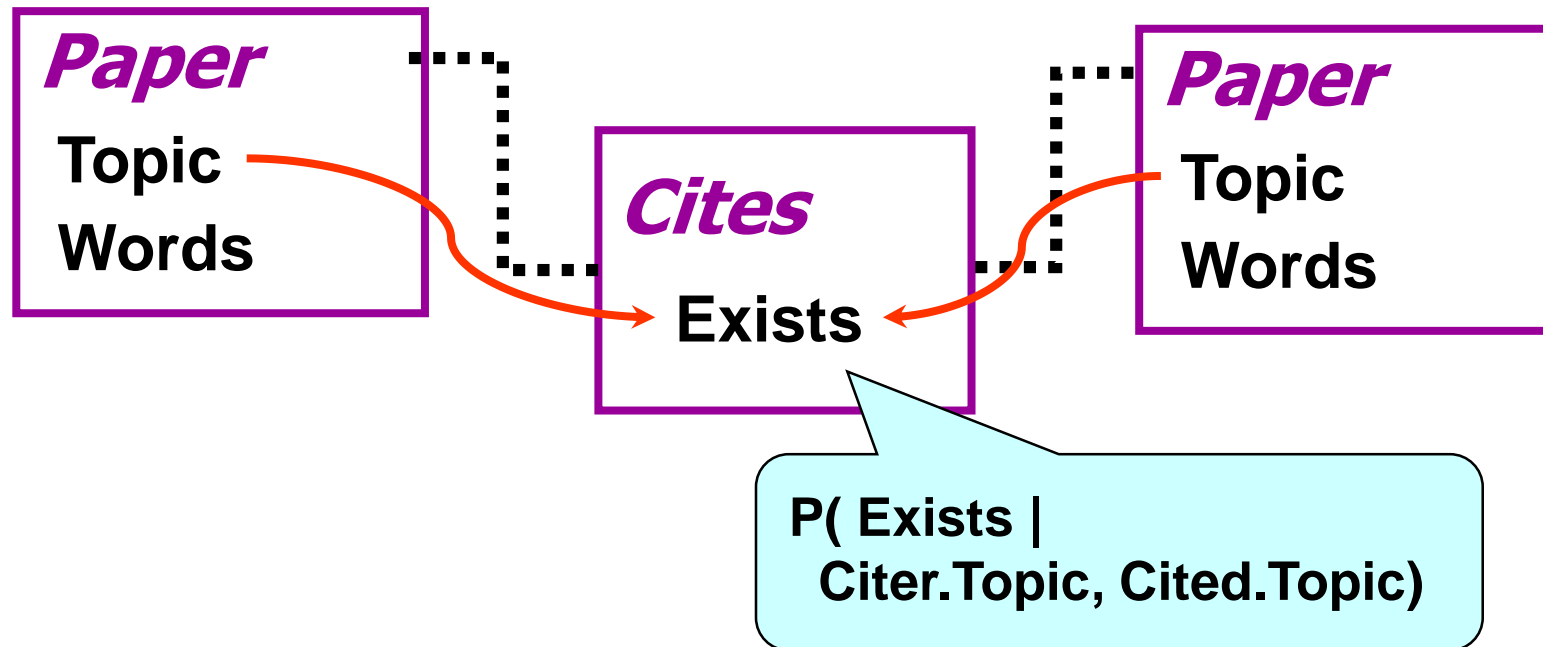 Paper
Topic
Words
Cites
Exists
Paper
Topic
Words
P( Exists |
Citer.Topic, Cited.Topic)